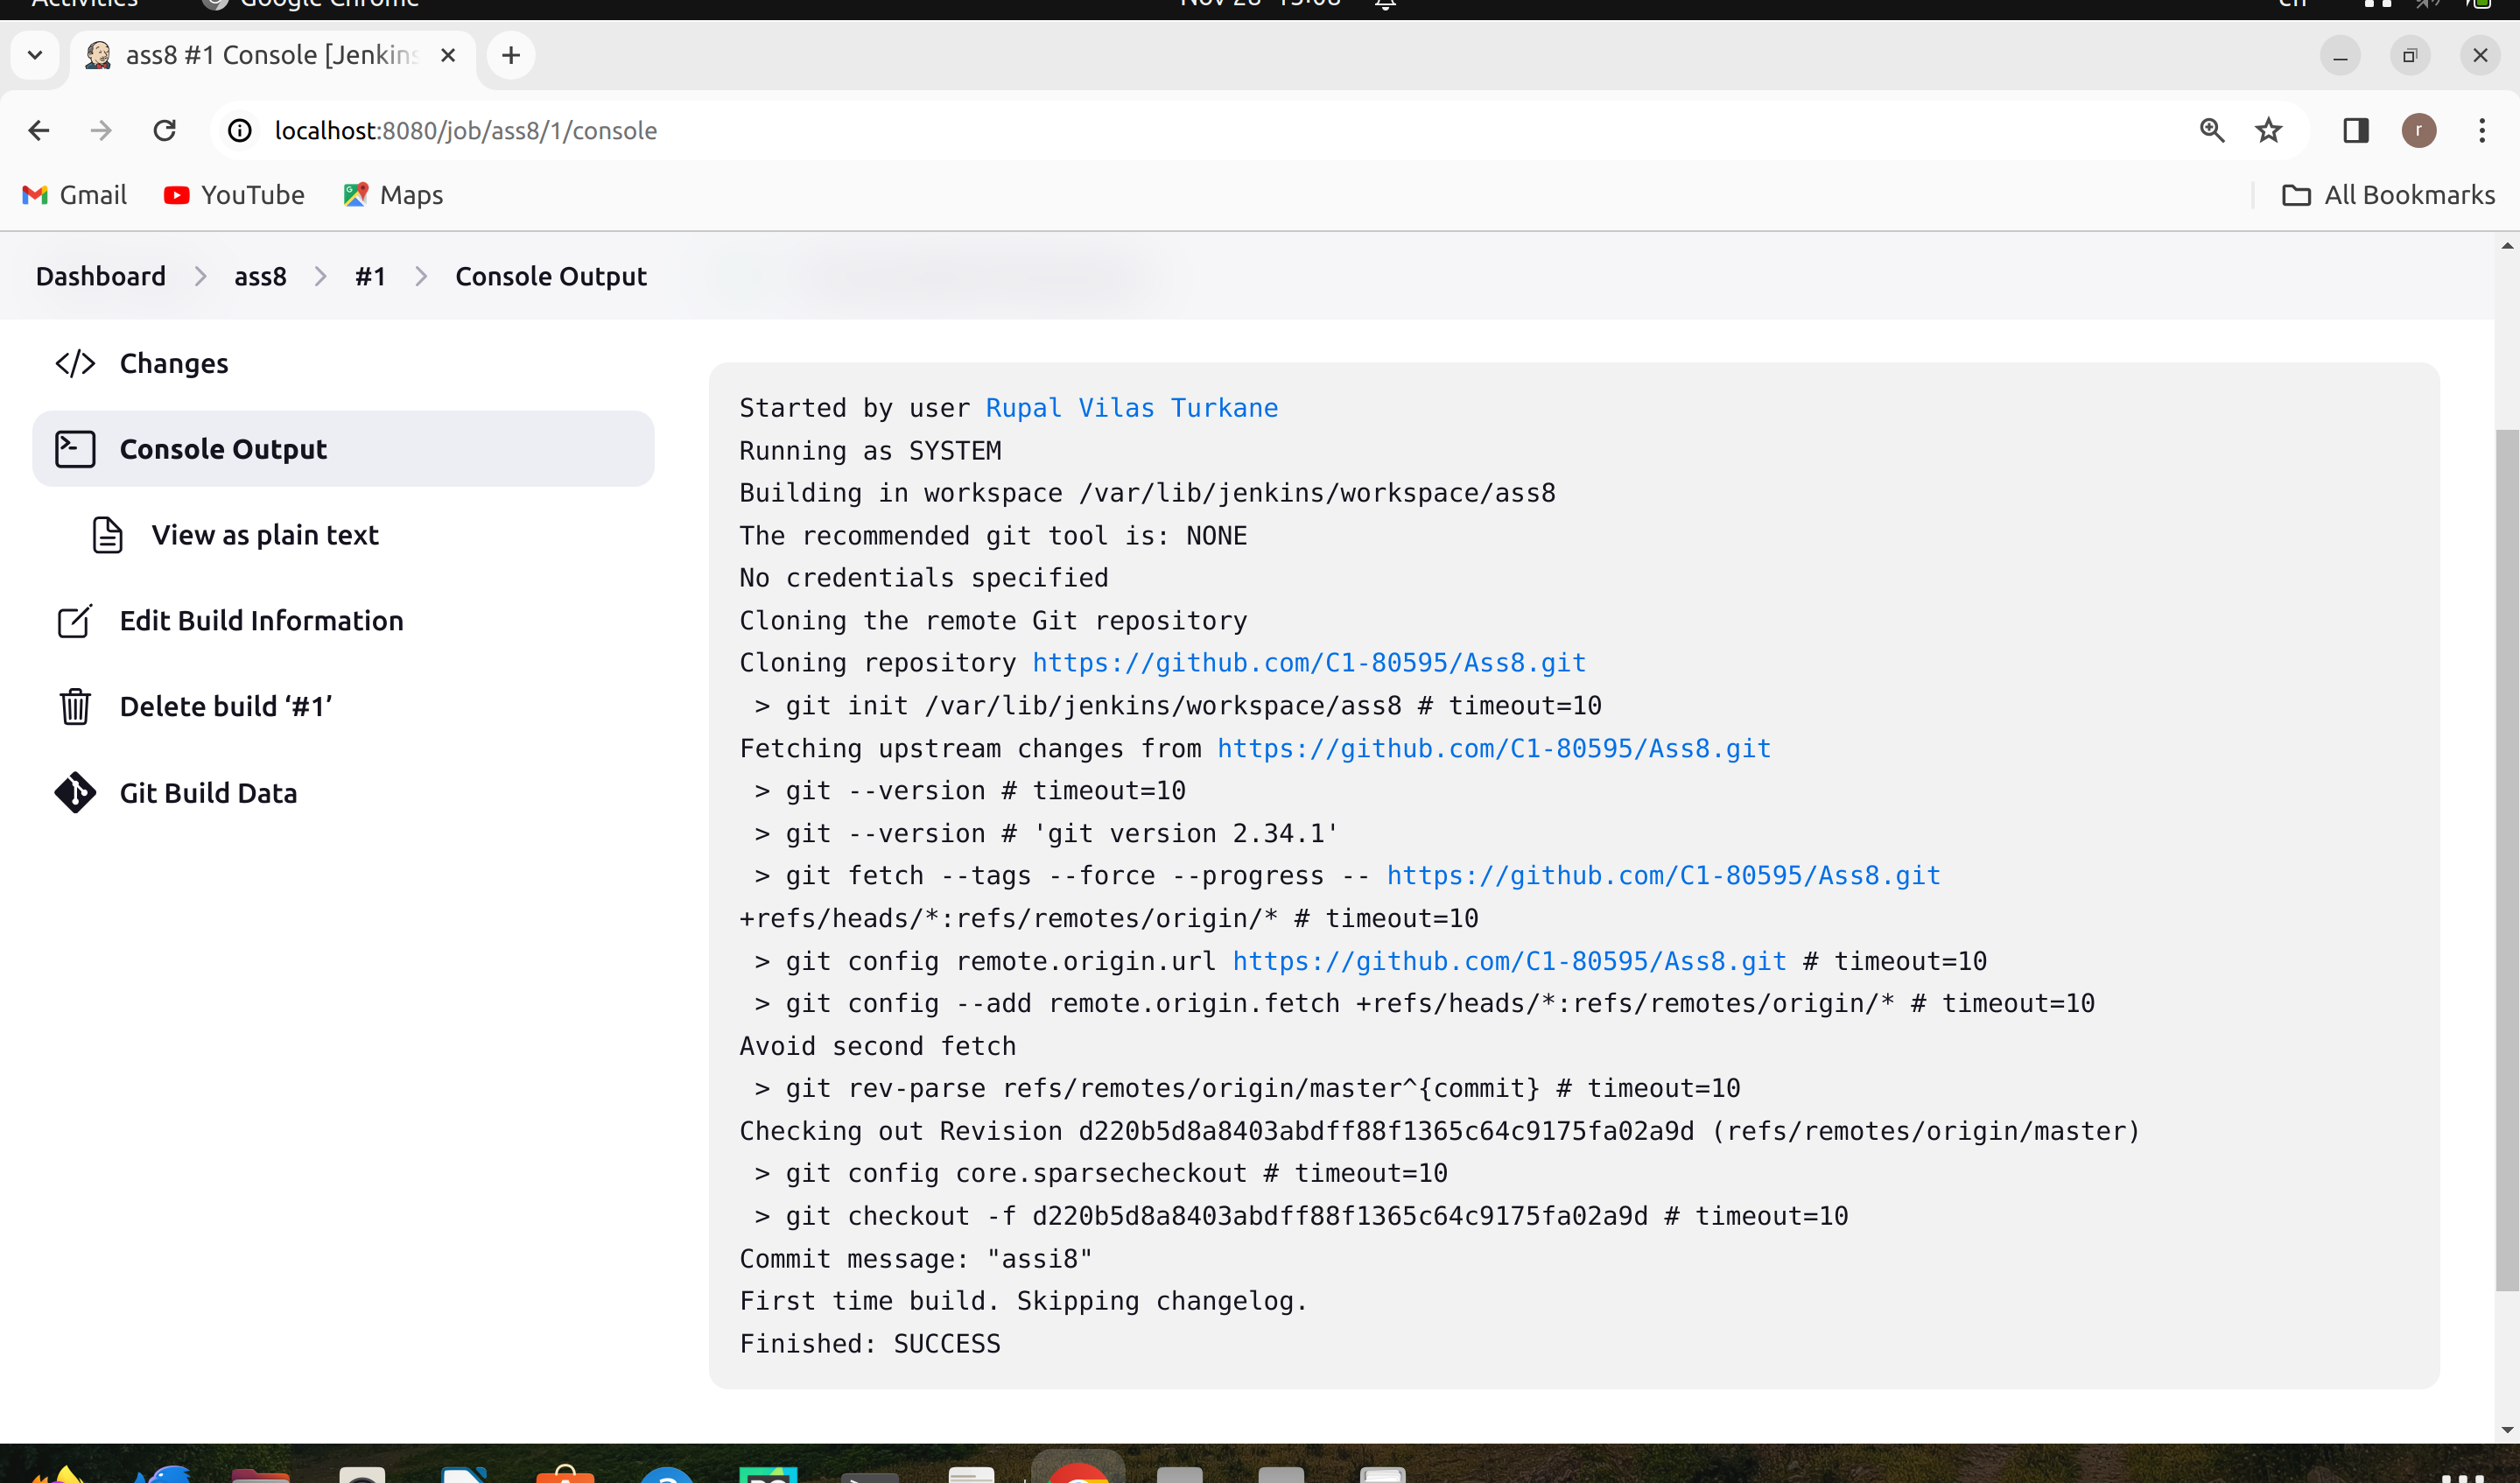 Activities
Google Chrome
Nov 28 15:08
en
ass8 #1 Console [Jenkins
localhost:8080/job/ass8/1/console
r
Gmail
YouTube
Maps
All Bookmarks
Dashboard
ass8
#1
Console Output
Changes
Console Output
View as plain text
Edit Build Information
Delete build ‘#1’
Git Build Data
Started by user Rupal Vilas Turkane
Running as SYSTEM
Building in workspace /var/lib/jenkins/workspace/ass8
The recommended git tool is: NONE
No credentials specified
Cloning the remote Git repository
Cloning repository https://github.com/C1-80595/Ass8.git
> git init /var/lib/jenkins/workspace/ass8 # timeout=10
Fetching upstream changes from https://github.com/C1-80595/Ass8.git
> git --version # timeout=10
> git --version # 'git version 2.34.1'
> git fetch --tags --force --progress -- https://github.com/C1-80595/Ass8.git
+refs/heads/*:refs/remotes/origin/* # timeout=10
> git config remote.origin.url https://github.com/C1-80595/Ass8.git # timeout=10
> git config --add remote.origin.fetch +refs/heads/*:refs/remotes/origin/* # timeout=10
Avoid second fetch
> git rev-parse refs/remotes/origin/master^{commit} # timeout=10
Checking out Revision d220b5d8a8403abdff88f1365c64c9175fa02a9d (refs/remotes/origin/master)
> git config core.sparsecheckout # timeout=10
> git checkout -f d220b5d8a8403abdff88f1365c64c9175fa02a9d # timeout=10
Commit message: "assi8"
First time build. Skipping changelog.
Finished: SUCCESS